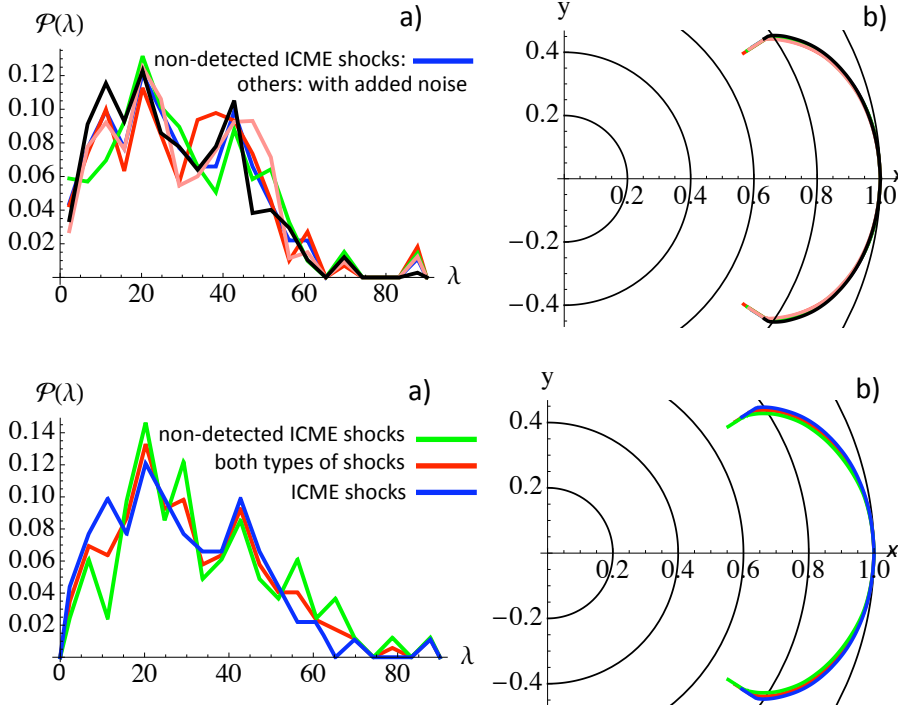 𝒫(λ)
a)
non-detected ICME shocks:
others: with added noise
0.12
0.10
0.08
0.06
0.04
0.02
0 20 40 60 80 λ
y
b)
0.4
0.2
−0.2
−0.4
0.2 0.4 0.6 0.8 1.0 x
𝒫(λ)
a)
non-detected ICME shocks
both types of shocks
ICME shocks
0.14
0.12
0.10
0.08
0.06
0.04
0.02
0.00
0 20 40 60 80 λ
y
b)
0.4
0.2
−0.2
−0.4
0.2 0.4 0.6 0.8 1.0 x